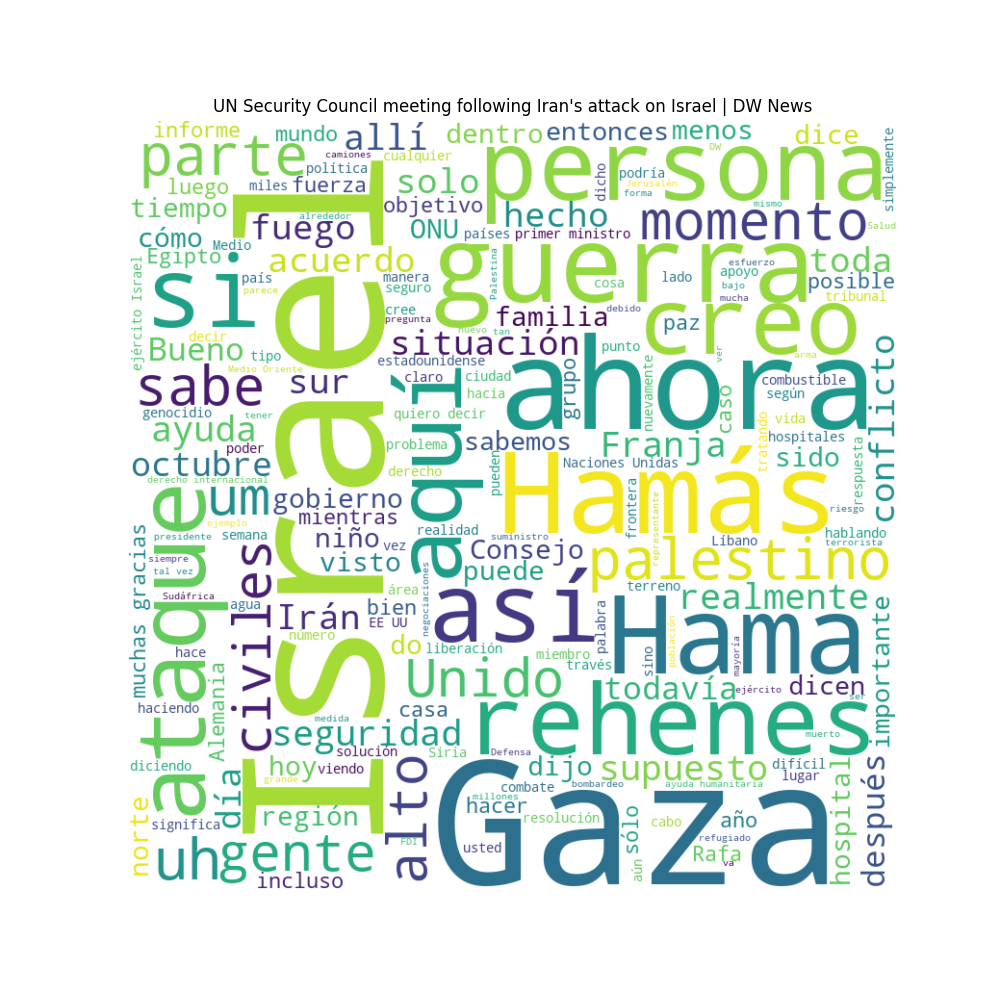 UN Security Council meeting following Iran's attack on Israel | DW News
informe
mundo
allí
dentro
entonces
menos
dice
parte
camiones
cualquier
DW
persona
política
podría
dicho
simplemente
luego
miles
fuerza
solo
Jerusalén
forma
tiempo
alrededor
objetivo
hecho
mismo
momento
Salud
fuego
ONU
países
primer ministro
cómo
Medio
Egipto
acuerdo
guerra
Palestina
esfuerzo
toda
si
país
manera
lado
apoyo
posible
parece
seguro
cosa
bajo
mucha
tribunal
ejército Israel
cree
familia
creo
debido
pregunta
nuevo
tan
paz
decir
Bueno
tipo
situación
punto
ver
arma
Medio Oriente
estadounidense
sabe
sur
claro
ciudad
ahora
grupo
nuevamente
combustible
conflicto
hacia
caso
según
genocidio
tener
aquí
quiero decir
vida
ayuda
poder
problema
sabemos
Franja
tratando
hospitales
octubre
derecho
pueden
Naciones Unidas
sido
respuesta
derecho internacional
Israel
Hamás
um
gobierno
frontera
representante
riesgo
ataque
mientras
ejemplo
presidente
semana
niño
vez
realidad
suministro
Líbano
hablando
terrorista
muchas gracias
siempre
tal vez
visto
Consejo
puede
palestino
civiles
área
terreno
Sudáfrica
agua
Irán
bien
negociaciones
así
realmente
EE UU
palabra
Hama
importante
número
do
población
hace
liberación
miembro
sino
mayoría
través
Unido
todavía
ejército
dicen
haciendo
casa
rehenes
ser
Alemania
medida
seguridad
muerto
solución
Siria
Defensa
diciendo
hoy
viendo
dijo
supuesto
difícil
lugar
grande
combate
bombardeo
ayuda humanitaria
norte
día
alto
Gaza
millones
hacer
hospital
después
región
resolución
sólo
cabo
año
significa
FDI
refugiado
uh
gente
usted
Rafa
va
aún
incluso